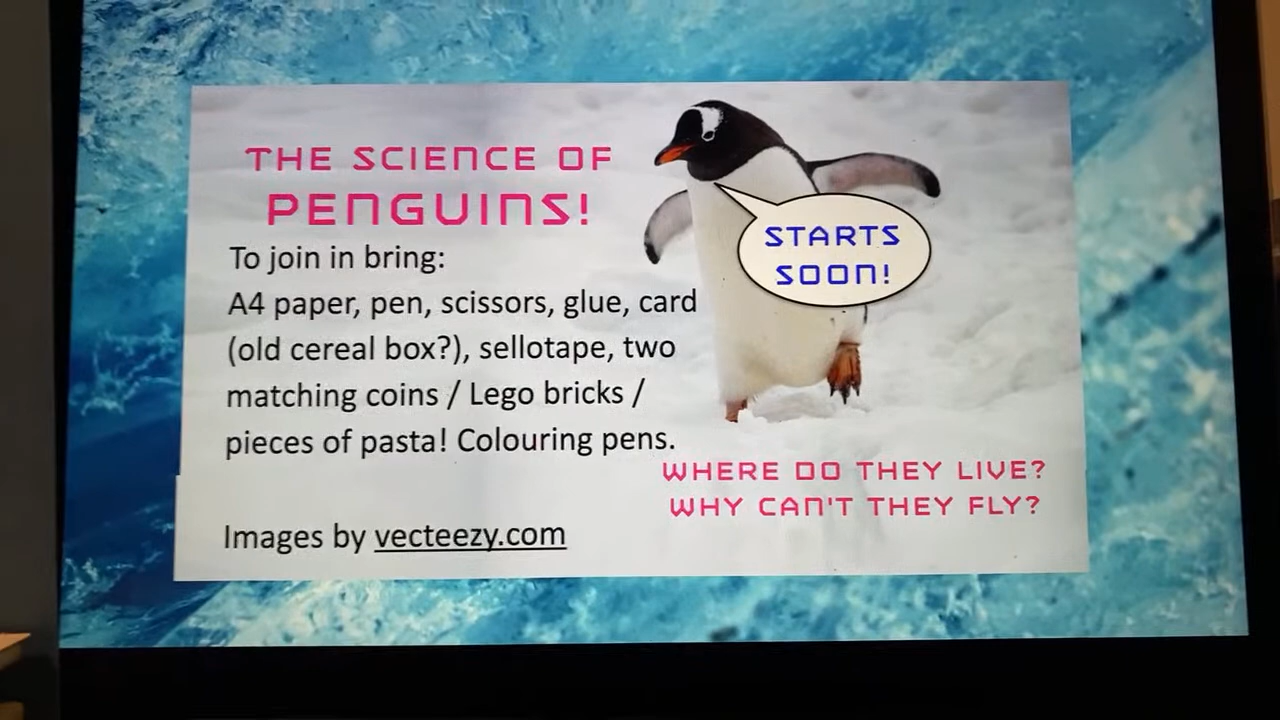 THE SCIENCE OF
PENGUINS!
To join in bring:
A4 paper, pen, scissors, glue, card
(old cereal box?), sellotape, two
matching coins / Lego bricks /
pieces of pasta! Colouring pens.
STARTS
SOON!
WHERE DO THEY LIVE?
WHY CAN'T THEY FLY?
Images by vecteezy.com